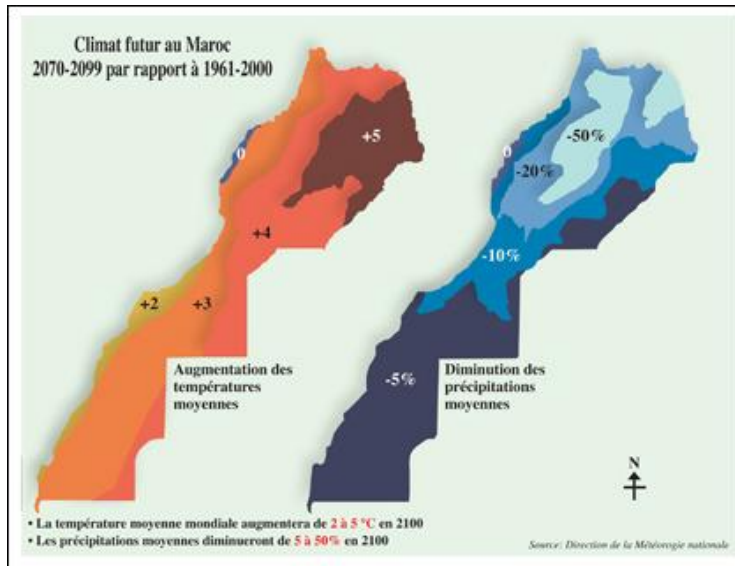 Climat futur au Maroc
2070-2099 par rapport à 1961-2000
0
+5
+4
+2
+3
Augmentation des
températures
moyennes
-50%
0
-20%
-10%
-5%
Diminution des
précipitations
moyennes
N
• La température moyenne mondiale augmentera de 2 à 5 °C en 2100
• Les précipitations moyennes diminueront de 5 à 50% en 2100
Source: Direction de la Météorogie nationale